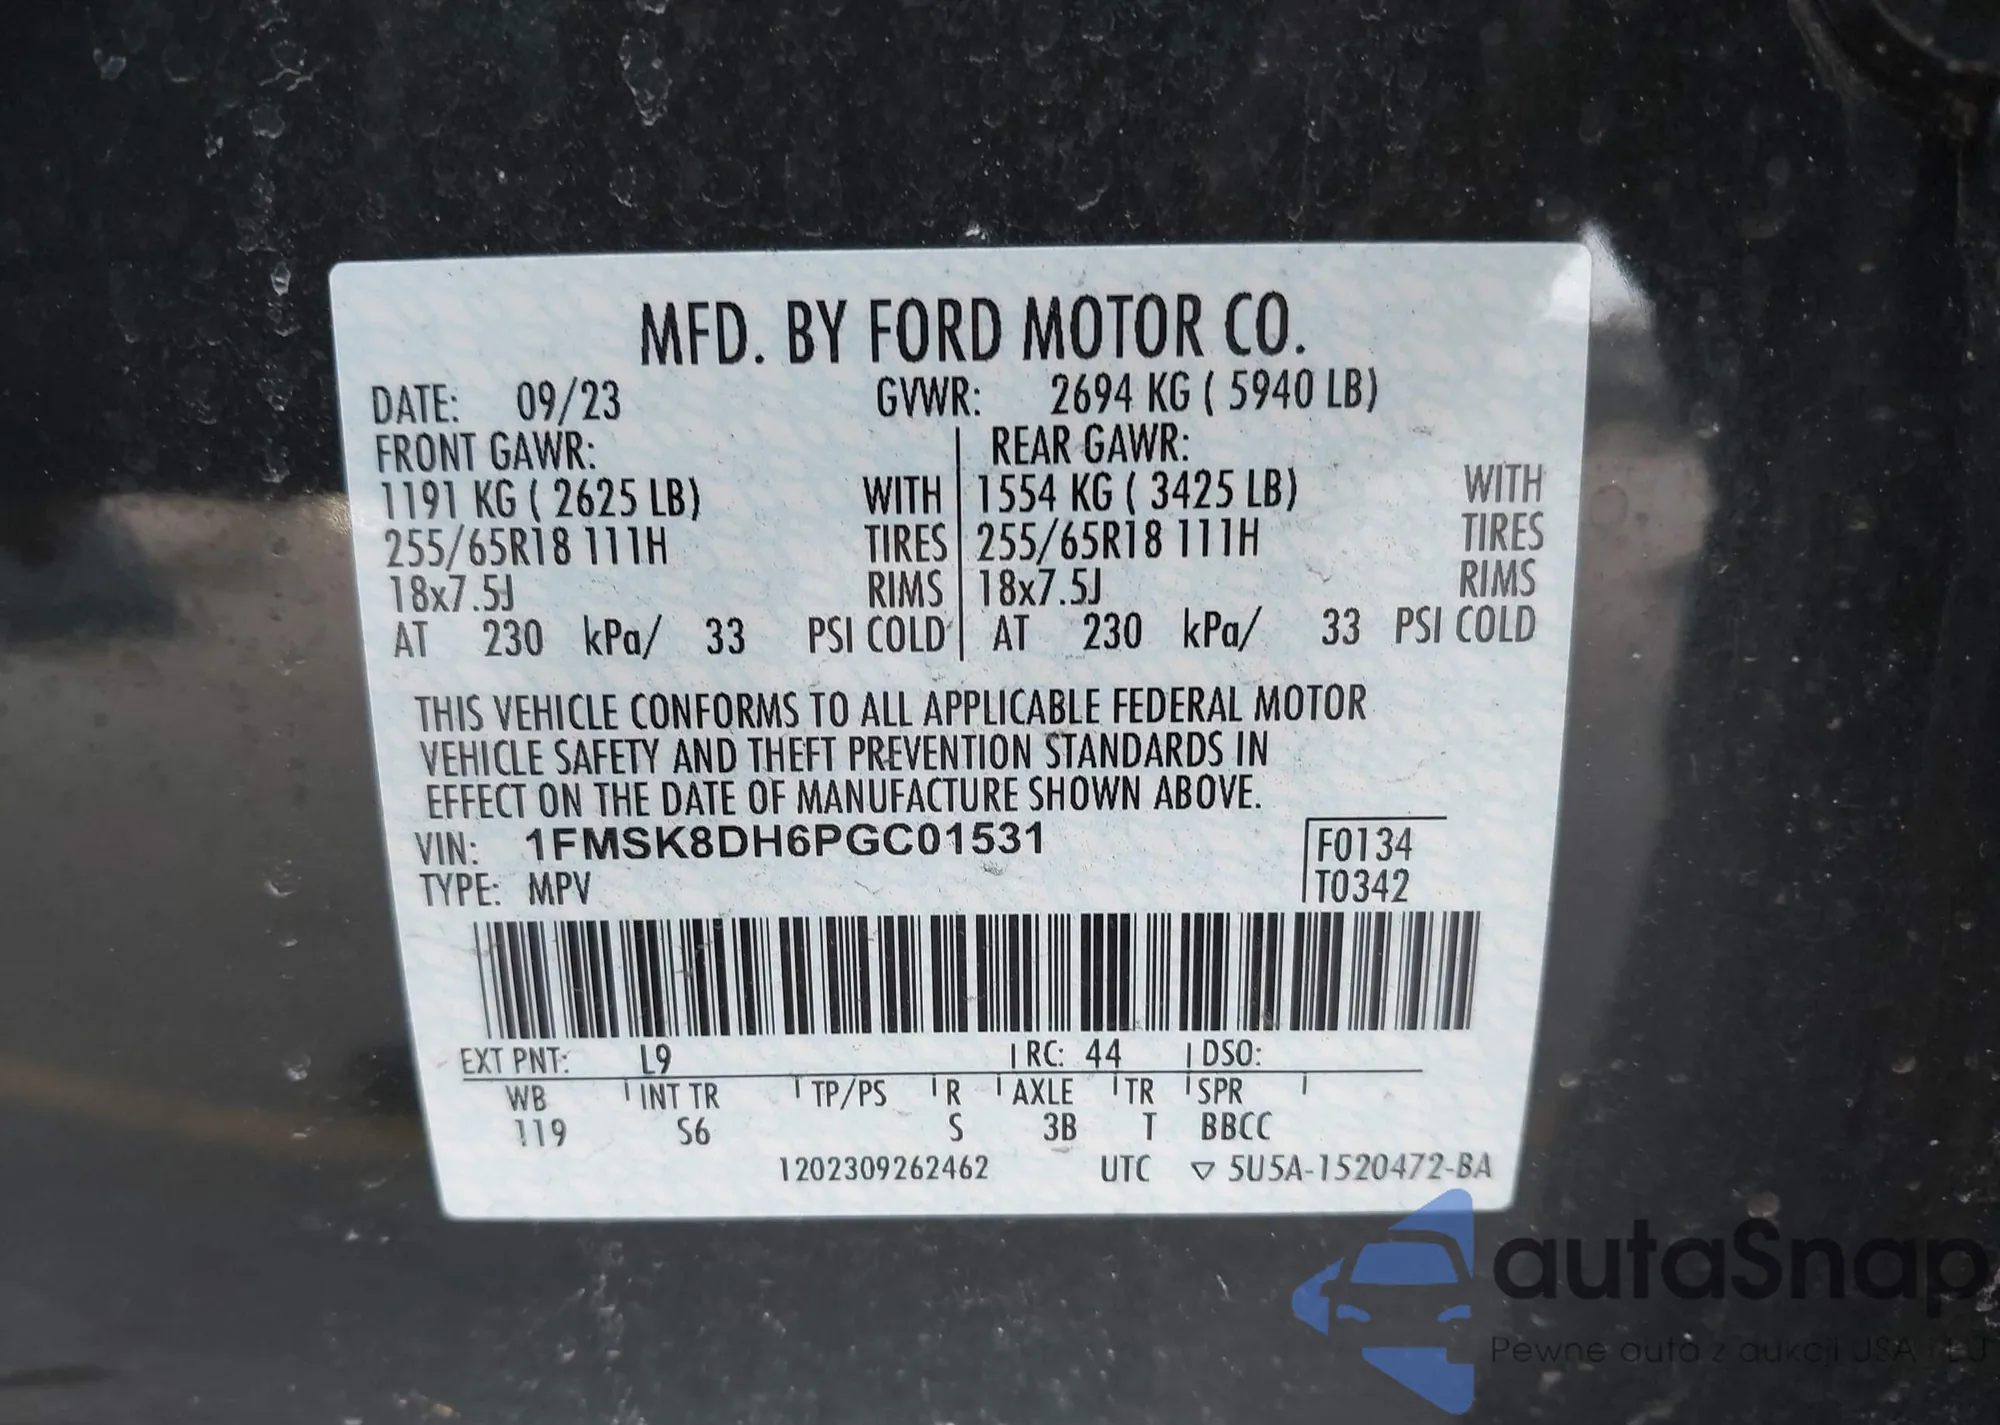 MFD. BY FORD MOTOR CO.
DATE: 09/23 GVWR: 2694 KG ( 5940 LB)
FRONT GAWR: REAR GAWR:
1191 KG ( 2625 LB) WITH 1554 KG ( 3425 LB) WITH
255/65R18 111H TIRES 255/65R18 111H TIRES
18x7.5J RIMS 18x7.5J RIMS
AT 230 kPa/ 33 PSI COLD AT 230 kPa/ 33 PSI COLD
THIS VEHICLE CONFORMS TO ALL APPLICABLE FEDERAL MOTOR
VEHICLE SAFETY AND THEFT PREVENTION STANDARDS IN
EFFECT ON THE DATE OF MANUFACTURE SHOWN ABOVE.
VIN: 1FMSK8DH6PGC01531 F0134
TYPE: MPV T0342
EXT PNT: L9 RC: 44 DSO:
WB INT TR TP/PS R AXLE TR SPR
119 S6 S 3B T BBCC
1202309262462 UTC ▽ 5U5A-1520472-BA
autaSnap
Pewne auta z aukcji USA i EU